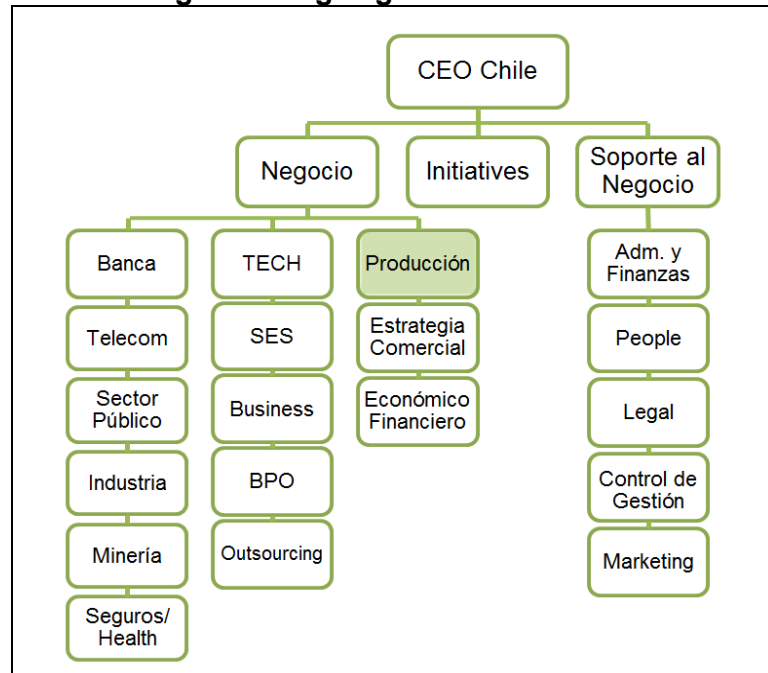 CEO Chile
Negocio
Initiatives
Soporte al
Negocio
Banca
Telecom
Sector
Público
Industria
Minería
Seguros/
Health
TECH
SES
Business
BPO
Outsourcing
Producción
Estrategia
Comercial
Económico
Financiero
Adm. y
Finanzas
People
Legal
Control de
Gestión
Marketing